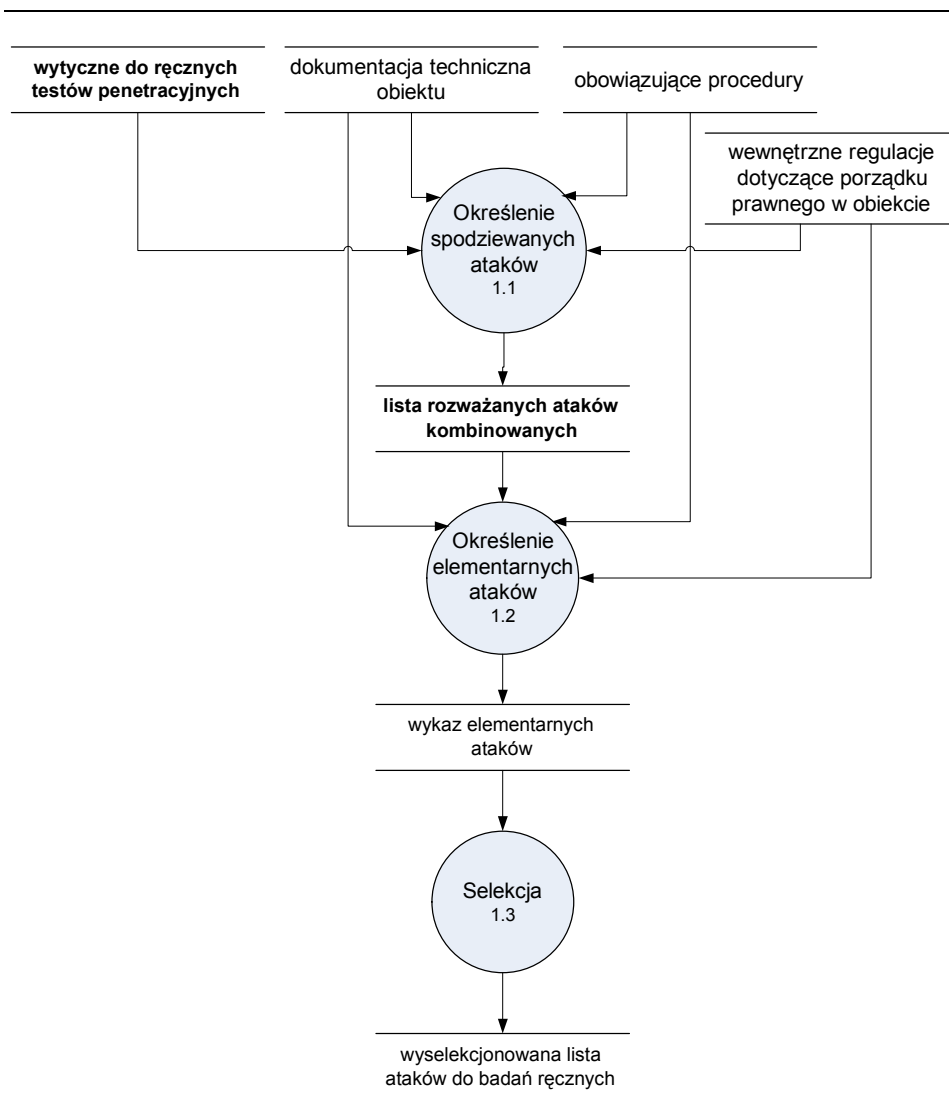 wytyczne do ręcznych
testów penetracyjnych
dokumentacja techniczna
obiektu
obowiązujące procedury
wewnętrzne regulacje
dotyczące porządku
prawnego w obiekcie
Określenie
spodziewanych
ataków
1.1
lista rozważanych ataków
kombinowanych
Określenie
elementarnych
ataków
1.2
wykaz elementarnych
ataków
Selekcja
1.3
wyselekcjonowana lista
ataków do badań ręcznych